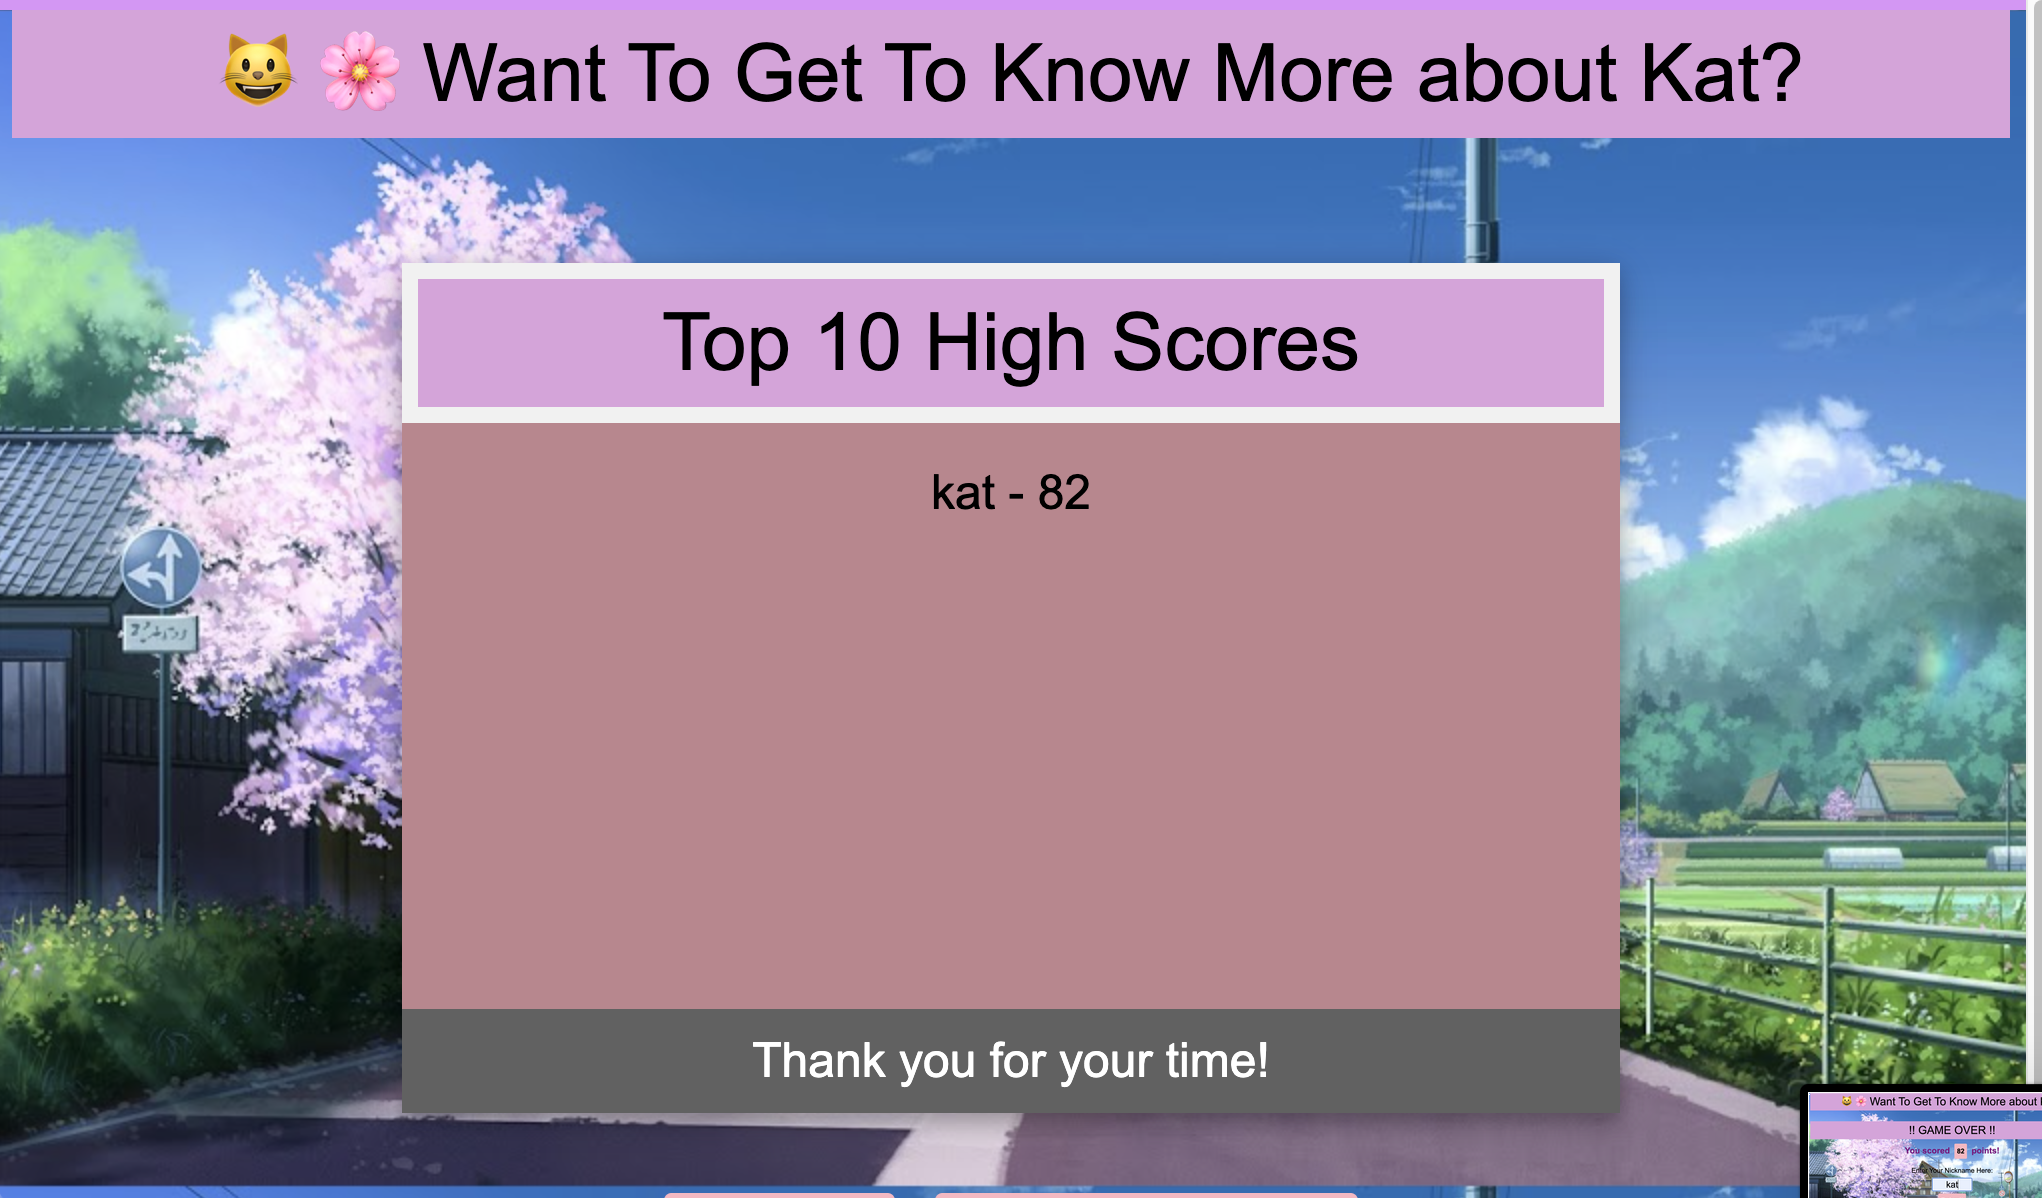 😺 🌸 Want To Get To Know More about Kat?
Top 10 High Scores
kat - 82
Thank you for your time!
😺 🌸 Want To Get To Know More about
!! GAME OVER !!
You scored 82 points!
Enter Your Nickname Here:
kat